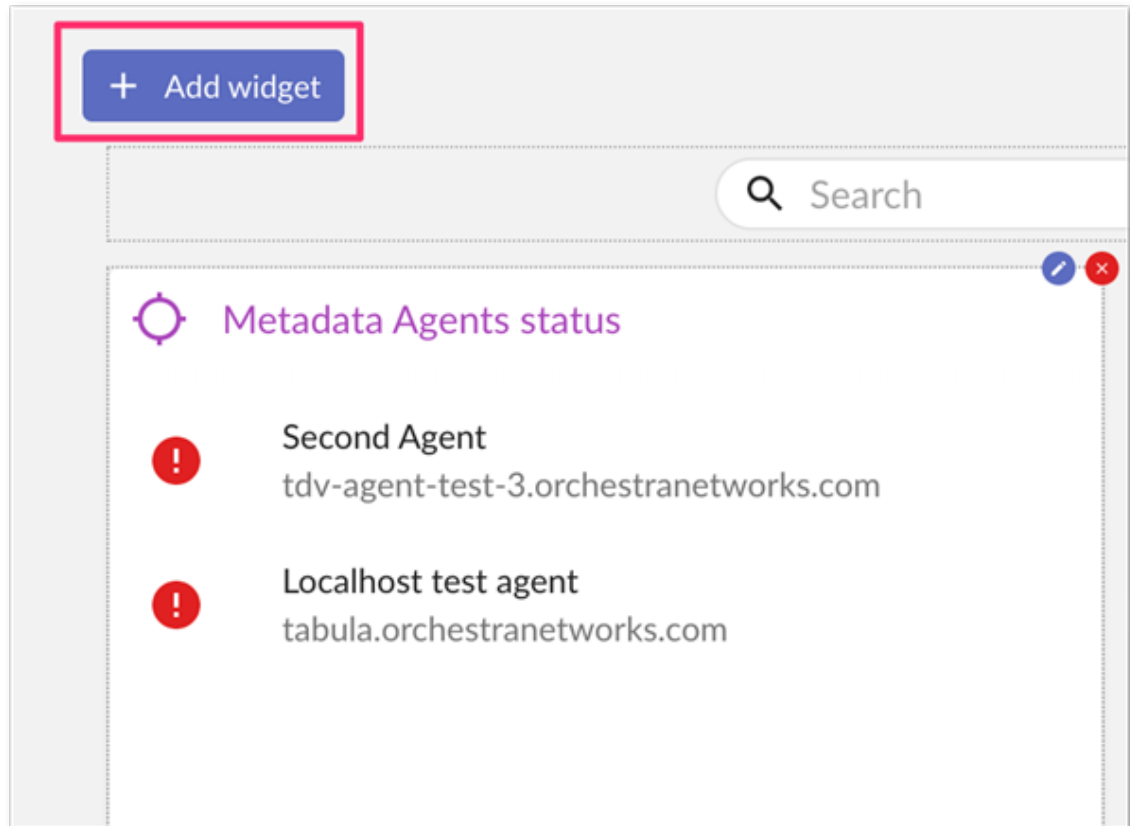 + Add widget
Search
Metadata Agents status
Second Agent
tdv-agent-test-3.orchestranetworks.com
Localhost test agent
tabula.orchestranetworks.com